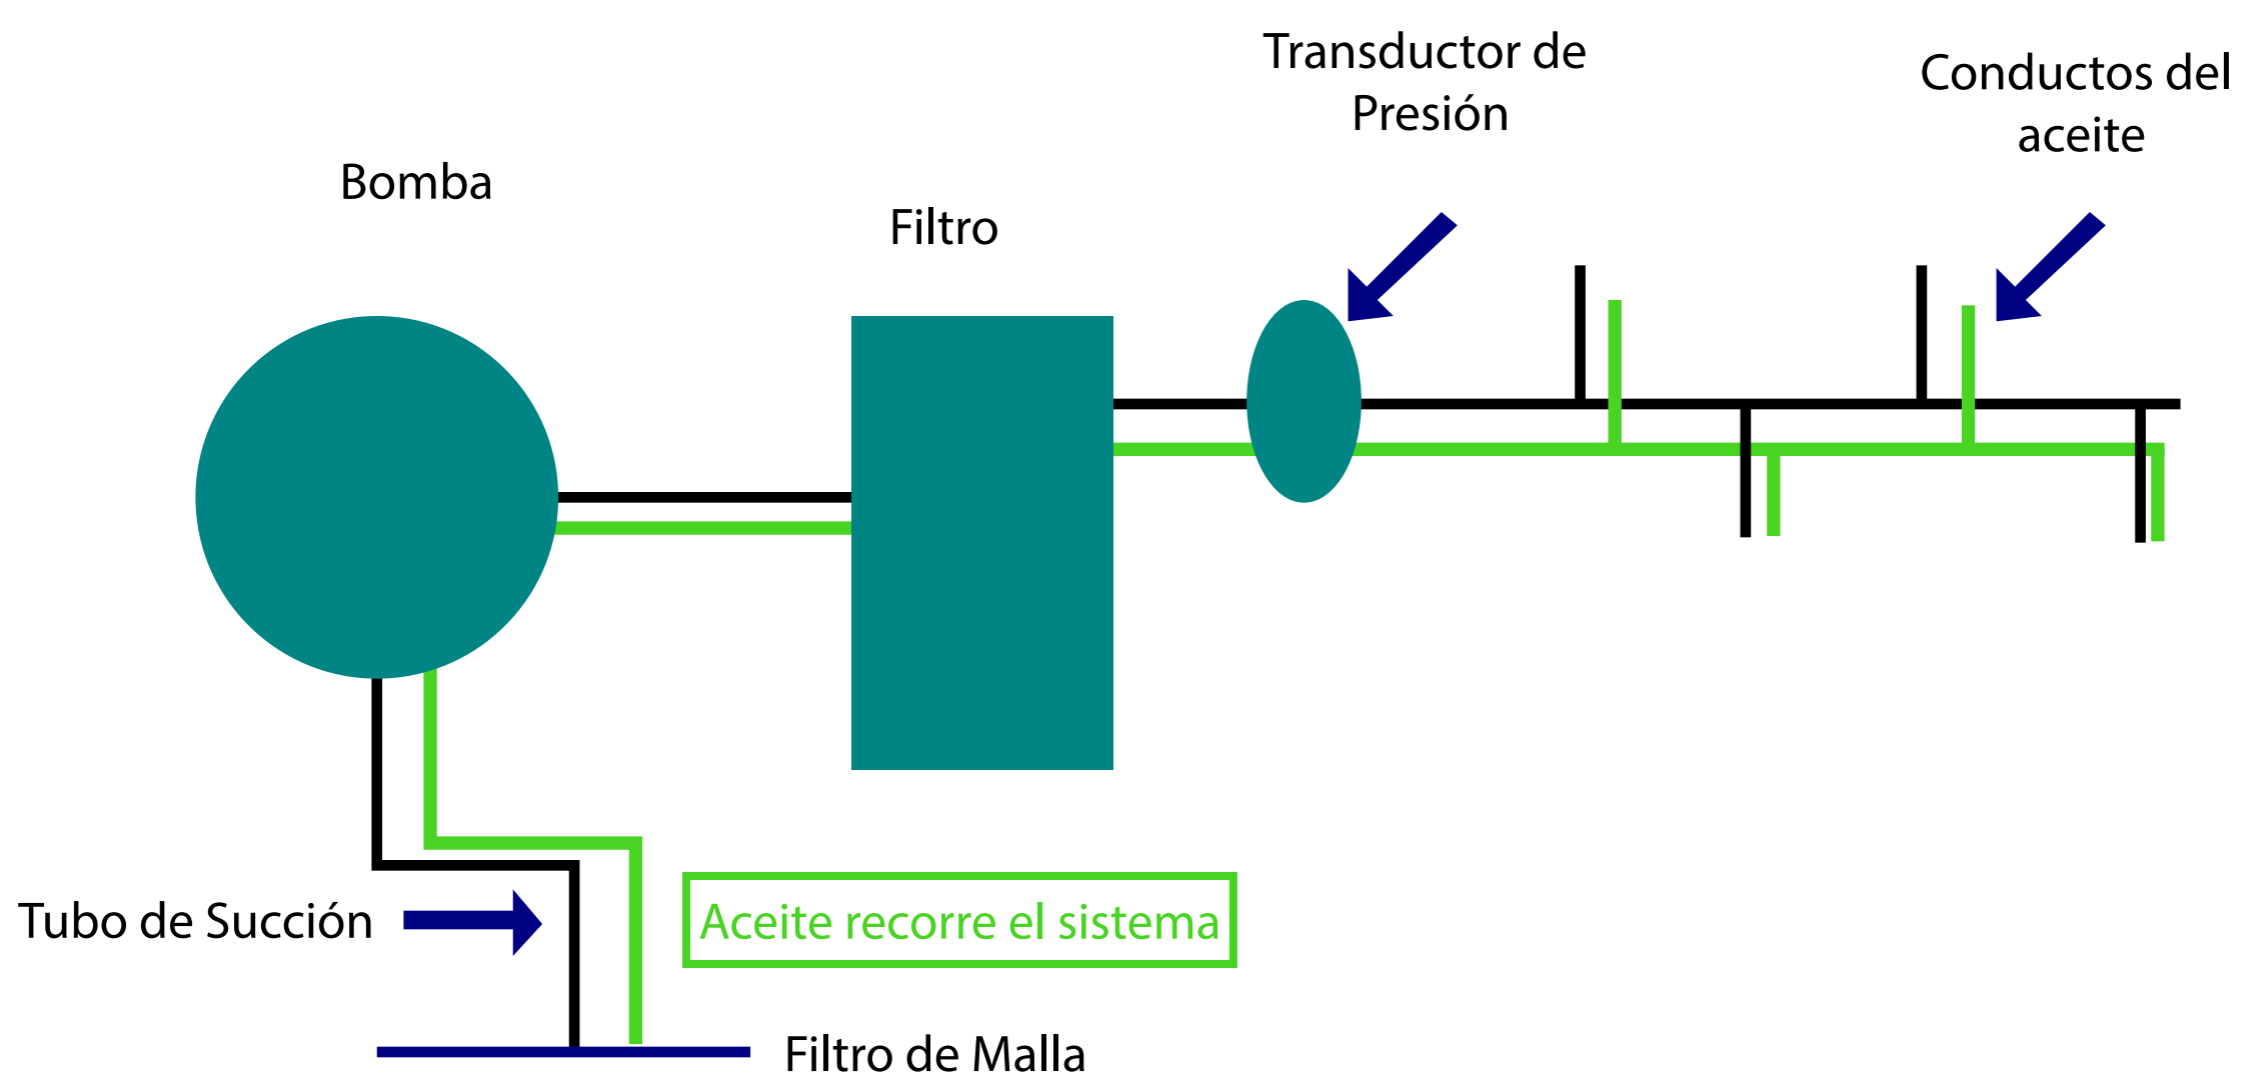 Transductor de
Presión
Conductos del
aceite
Bomba
Filtro
Tubo de Succión
Aceite recorre el sistema
Filtro de Malla